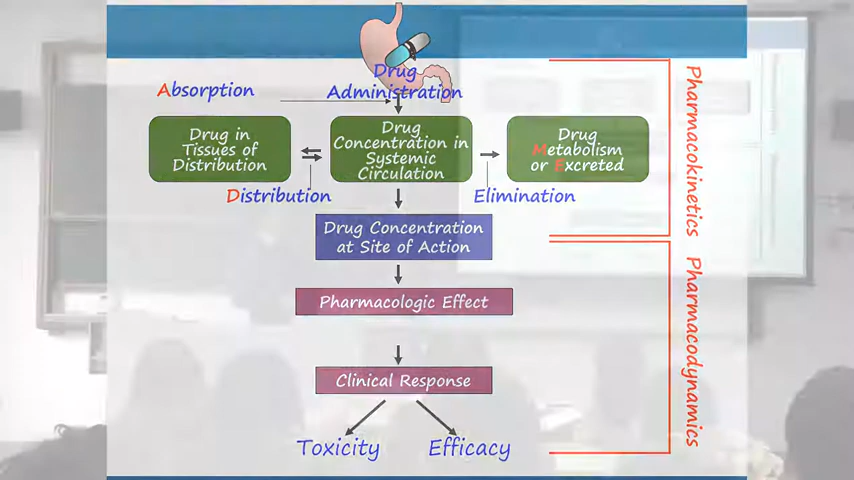 Drug
Absorption
Administration
Drug in
Tissues of
Distribution
Drug
Concentration in
Systemic
Circulation
Drug
Metabolism
or Excreted
Distribution
Elimination
Drug Concentration
at Site of Action
Pharmacologic Effect
Clinical Response
Toxicity
Efficacy
Pharmacokinetics
Pharmacodynamics